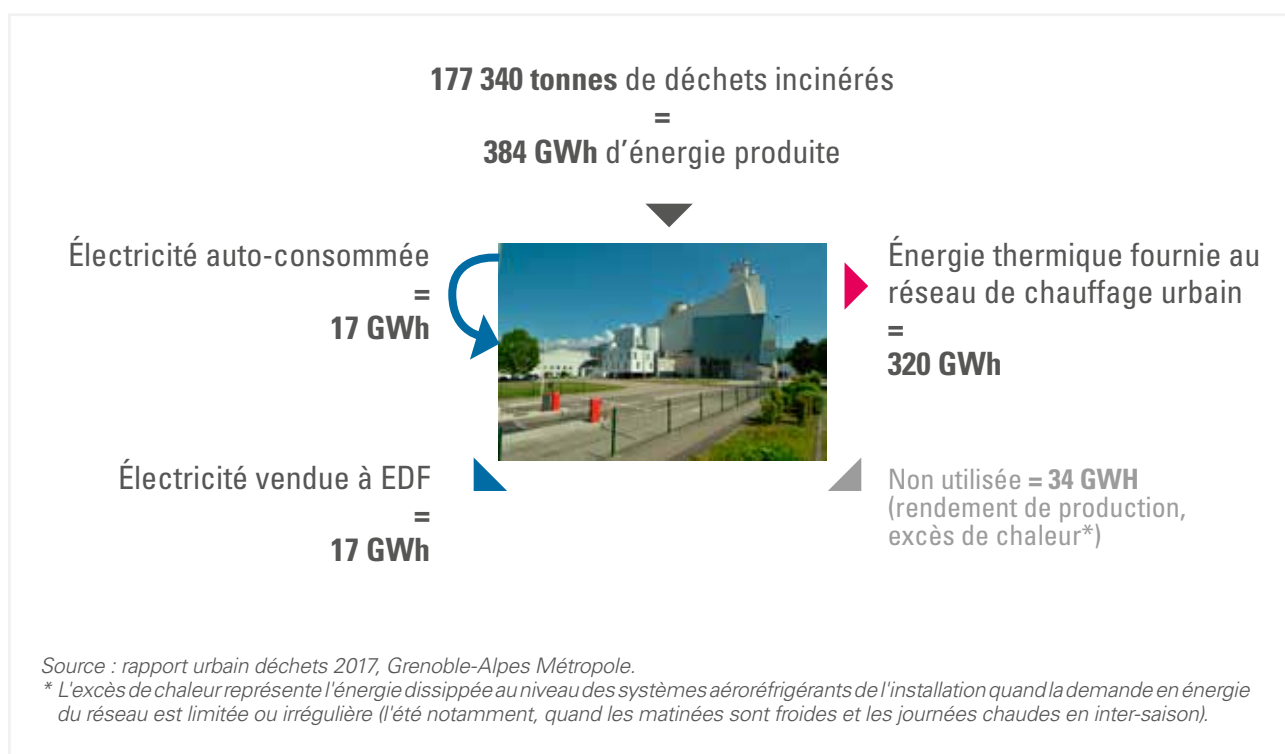 177 340 tonnes de déchets incinérés
=
384 GWh d'énergie produite
Électricité auto-consommée
=
17 GWh
Énergie thermique fournie au
réseau de chauffage urbain
=
320 GWh
Électricité vendue à EDF
=
17 GWh
Non utilisée = 34 GWH
(rendement de production,
excès de chaleur*)
Source : rapport urbain déchets 2017, Grenoble-Alpes Métropole.
* L'excès de chaleur représente l'énergie dissippée au niveau des systèmes aéroréfrigérants de l'installation quand la demande en énergie
du réseau est limitée ou irrégulière (l'été notamment, quand les matinées sont froides et les journées chaudes en inter-saison).